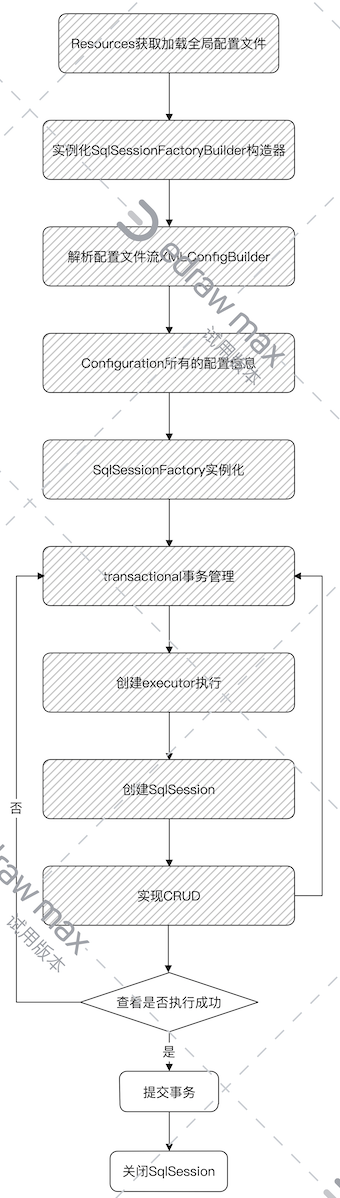 Resources获取加载全局配置文件
实例化SqlSessionFactoryBuilder构造器
解析配置文件流XMLConfigBuilder
edraw max
试用版本
Configuration所有的配置信息
SqlSessionFactory实例化
transactional事务管理
创建executor执行
创建SqlSession
否
实现CRUD
draw max
试用版本
查看是否执行成功
是
提交事务
关闭SqlSession